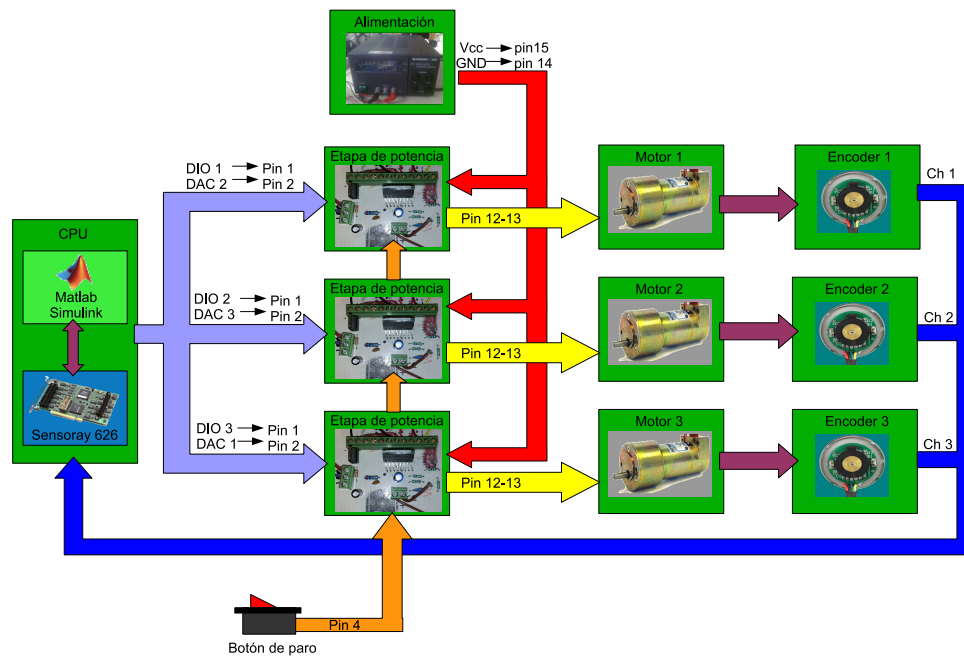 Alimentación
Vcc → pin15
GND → pin 14
DIO 1 → Pin 1
DAC 2 → Pin 2
Etapa de potencia
Pin 12-13
Motor 1
Encoder 1
Ch 1
CPU
Matlab
Simulink
Sensoray 626
DIO 2 → Pin 1
DAC 3 → Pin 2
Etapa de potencia
Pin 12-13
Motor 2
Encoder 2
Ch 2
DIO 3 → Pin 1
DAC 1 → Pin 2
Etapa de potencia
Pin 12-13
Motor 3
Encoder 3
Ch 3
Pin 4
Botón de paro